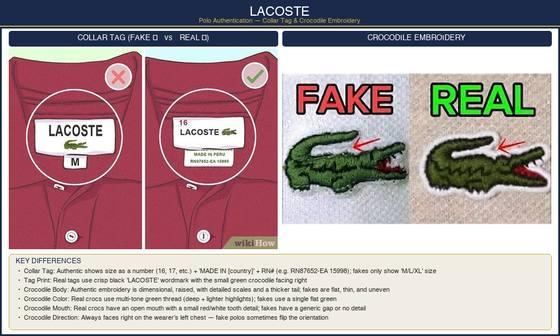 LACOSTE
Polo Authentication — Collar Tag & Crocodile Embroidery
COLLAR TAG (FAKE □ vs REAL □)
CROCODILE EMBROIDERY
LACOSTE
M
16
LACOSTE
MADE IN PERU
RN87652-EA 15998
wikiHow
FAKE
REAL
KEY DIFFERENCES
• Collar Tag: Authentic shows size as a number (16, 17, etc.) + 'MADE IN [country]' + RN# (e.g. RN87652-EA 15998); fakes only show 'M/L/XL' size
• Tag Print: Real tags use crisp black 'LACOSTE' wordmark with the small green crocodile facing right
• Crocodile Body: Authentic embroidery is dimensional, raised, with detailed scales and a thicker tail; fakes are flat, thin, and uneven
• Crocodile Color: Real crocs use multi-tone green thread (deep + lighter highlights); fakes use a single flat green
• Crocodile Mouth: Real crocs have an open mouth with a small red/white tooth detail; fakes have a generic gap or no detail
• Crocodile Direction: Always faces right on the wearer's left chest — fake polos sometimes flip the orientation